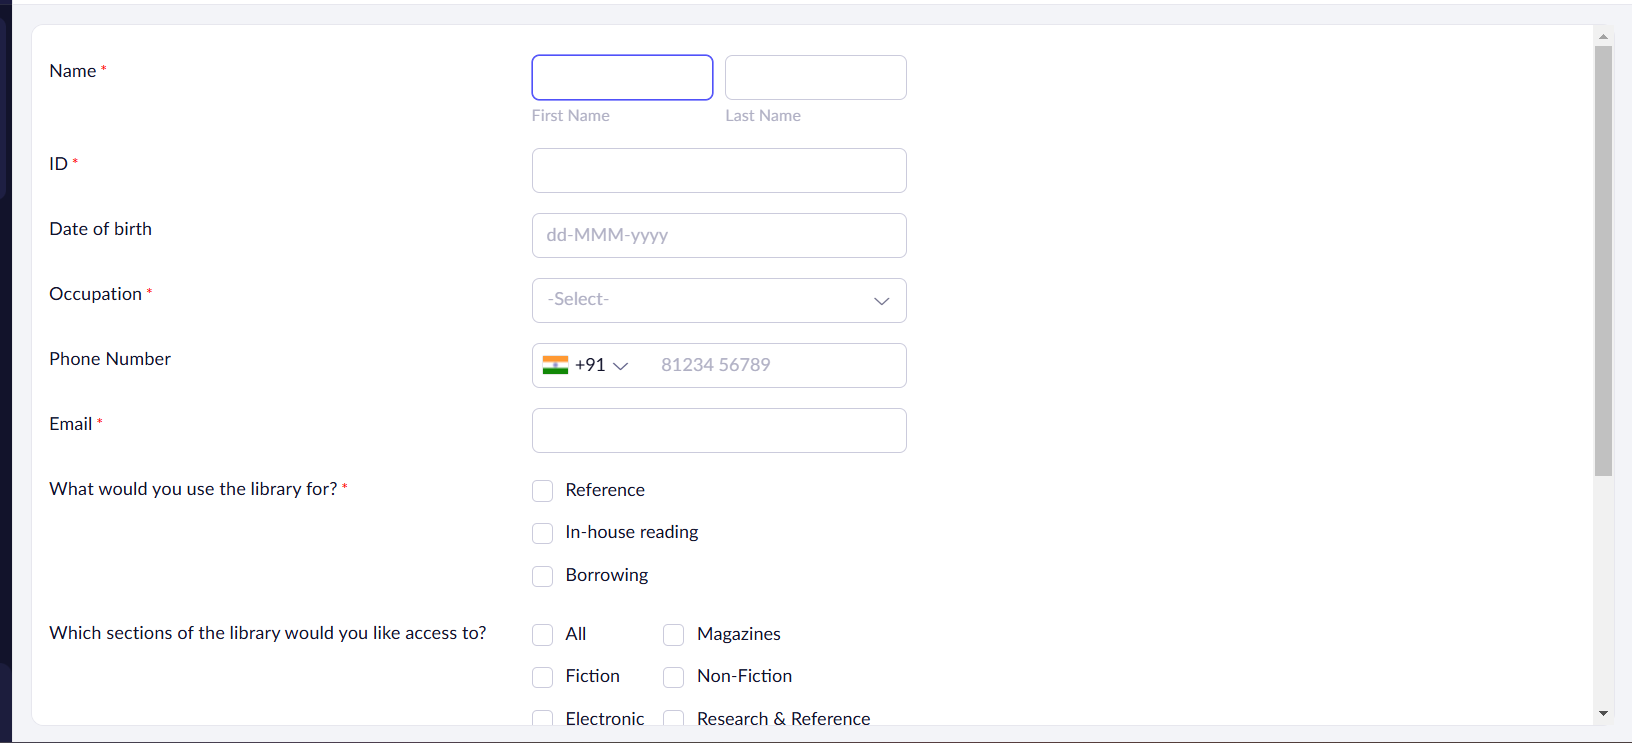 Name *
First Name Last Name
ID *
Date of birth dd-MMM-yyyy
Occupation * -Select-
Phone Number +91 81234 56789
Email *
What would you use the library for? * Reference
In-house reading
Borrowing
Which sections of the library would you like access to? All Magazines
Fiction Non-Fiction
Electronic Research & Reference